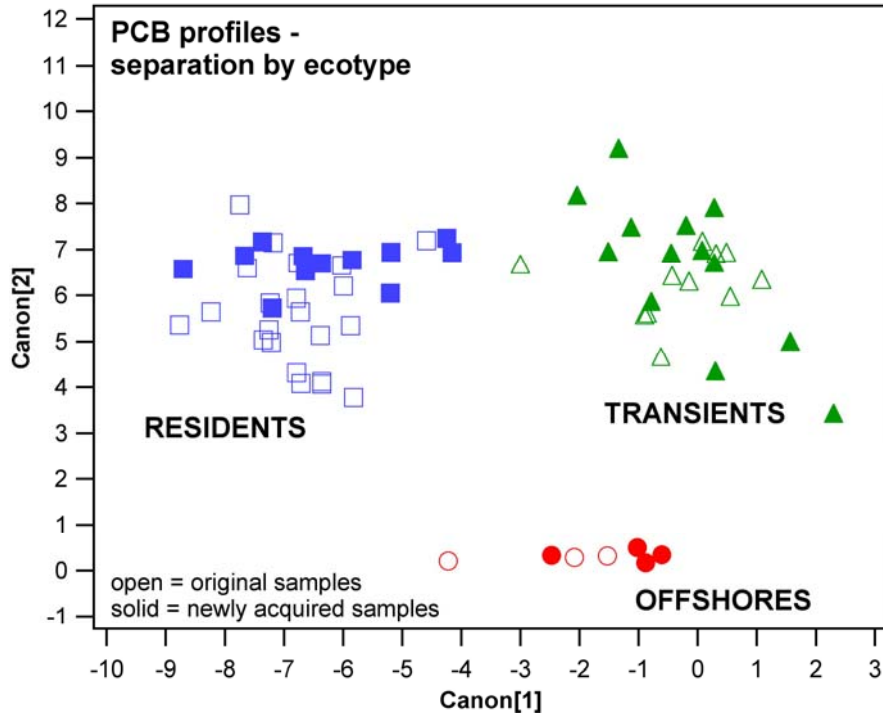 PCB profiles -
separation by ecotype
12
11
10
9
8
7
6
5
4
3
2
1
0
-1
Canon[2]
RESIDENTS
TRANSIENTS
OFFSHORES
open = original samples
solid = newly acquired samples
-10 -9 -8 -7 -6 -5 -4 -3 -2 -1 0 1 2 3
Canon[1]